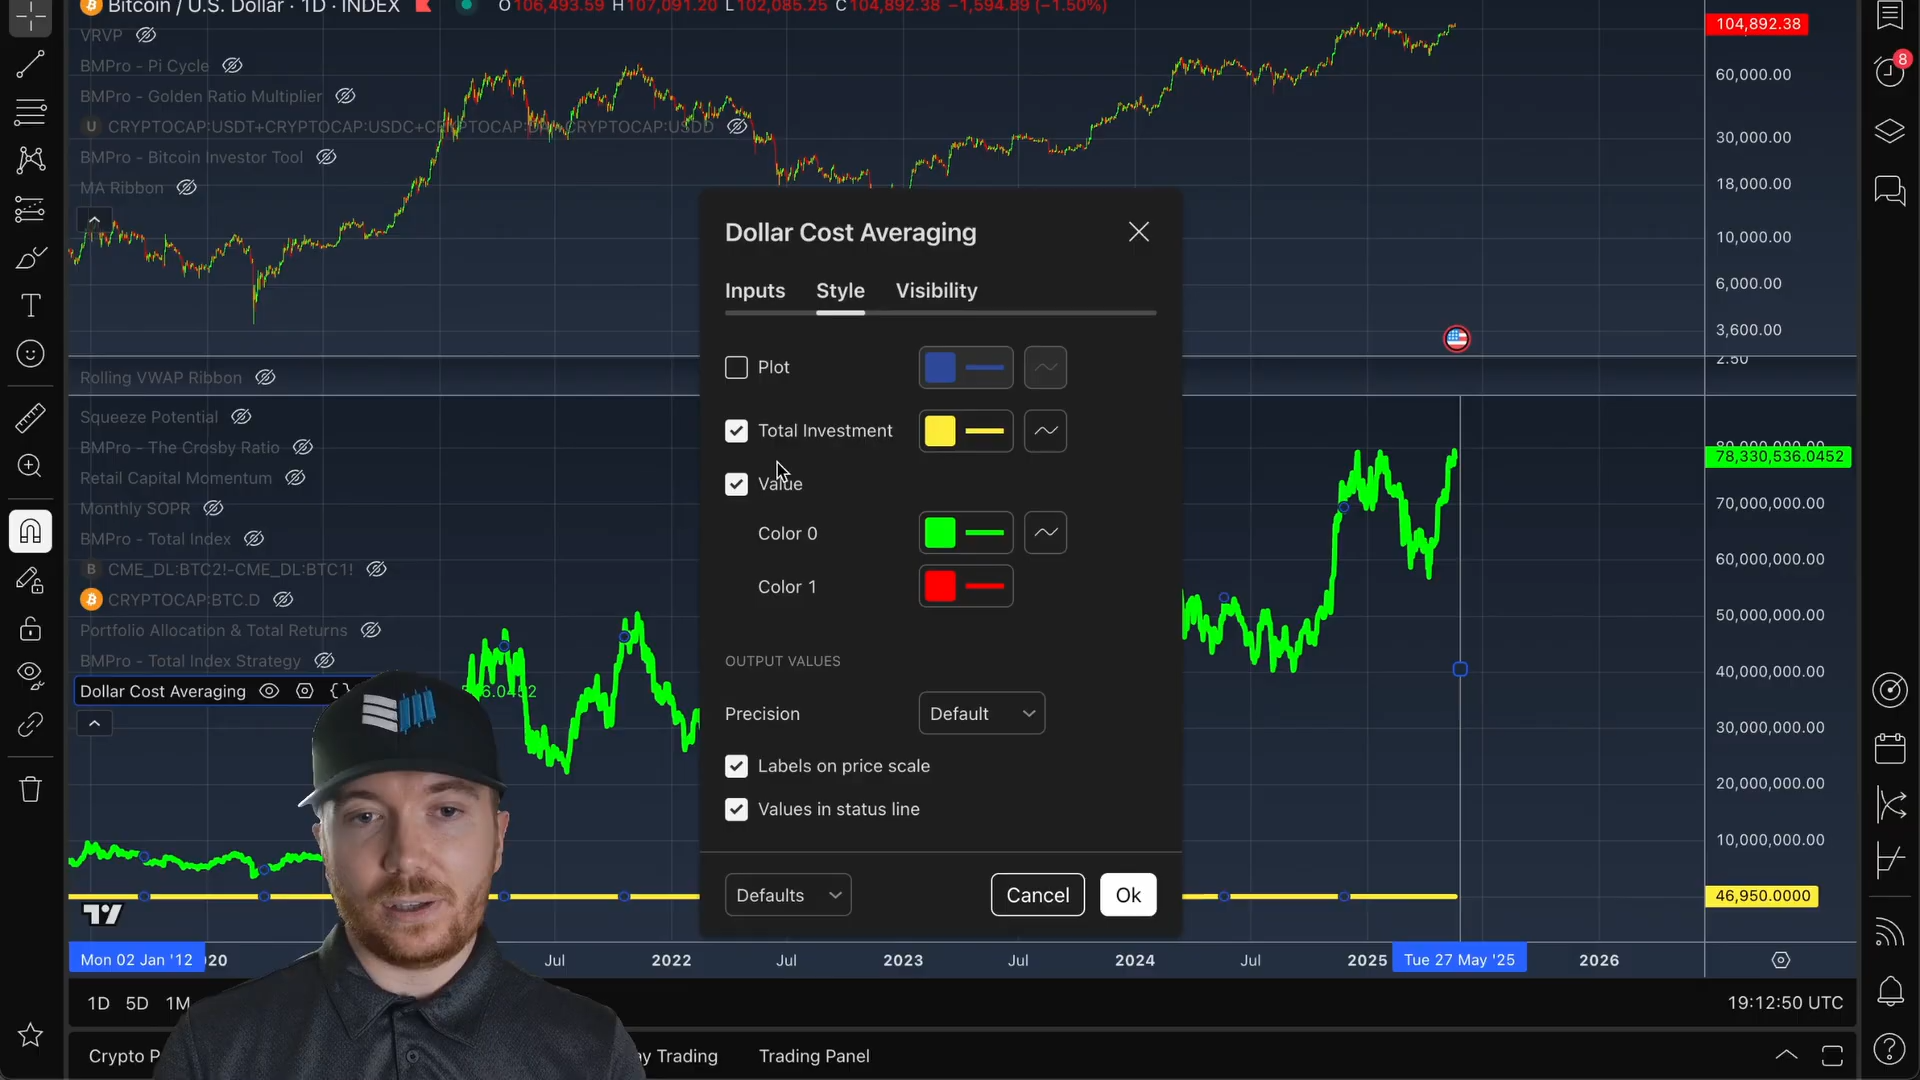 Bitcoin / U.S. Dollar · 1D · INDEX O106,493.59 H107,091.20 L102,085.25 C104,892.38 −1,594.89 (−1.50%)
VRVP
BMPro - Pi Cycle
BMPro - Golden Ratio Multiplier
U CRYPTOCAP:USDT+CRYPTOCAP:USDC+CRYPTOCAP:DAI+CRYPTOCAP:USDD
BMPro - Bitcoin Investor Tool
MA Ribbon
104,892.38
60,000.00
30,000.00
18,000.00
10,000.00
6,000.00
3,600.00
2.50
8
Rolling VWAP Ribbon
Squeeze Potential
BMPro - The Crosby Ratio
Retail Capital Momentum
Monthly SOPR
BMPro - Total Index
B CME_DL:BTC2!-CME_DL:BTC1!
CRYPTOCAP:BTC.D
Portfolio Allocation & Total Returns
BMPro - Total Index Strategy
Dollar Cost Averaging
Dollar Cost Averaging
Inputs Style Visibility
Plot
Total Investment
Value
Color 0
Color 1
OUTPUT VALUES
Precision Default
Labels on price scale
Values in status line
Defaults Cancel Ok
80,000,000.00
78,330,536.0452
70,000,000.00
60,000,000.00
50,000,000.00
40,000,000.00
30,000,000.00
20,000,000.00
10,000,000.00
46,950.0000
Mon 02 Jan '12 Jul 2022 Jul 2023 Jul 2024 Jul 2025 Tue 27 May '25 2026
1D 5D 1M 19:12:50 UTC
Crypto Trading Trading Panel